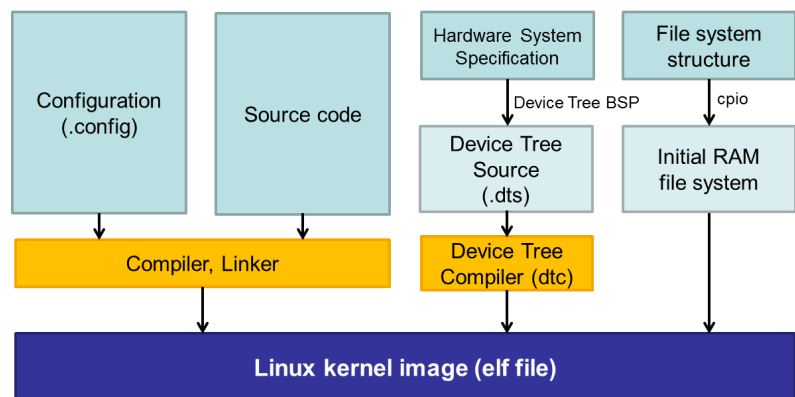 Configuration
(.config)
Source code
Hardware System
Specification
File system
structure
Device Tree BSP
cpio
Device Tree
Source
(.dts)
Initial RAM
file system
Compiler, Linker
Device Tree
Compiler (dtc)
Linux kernel image (elf file)